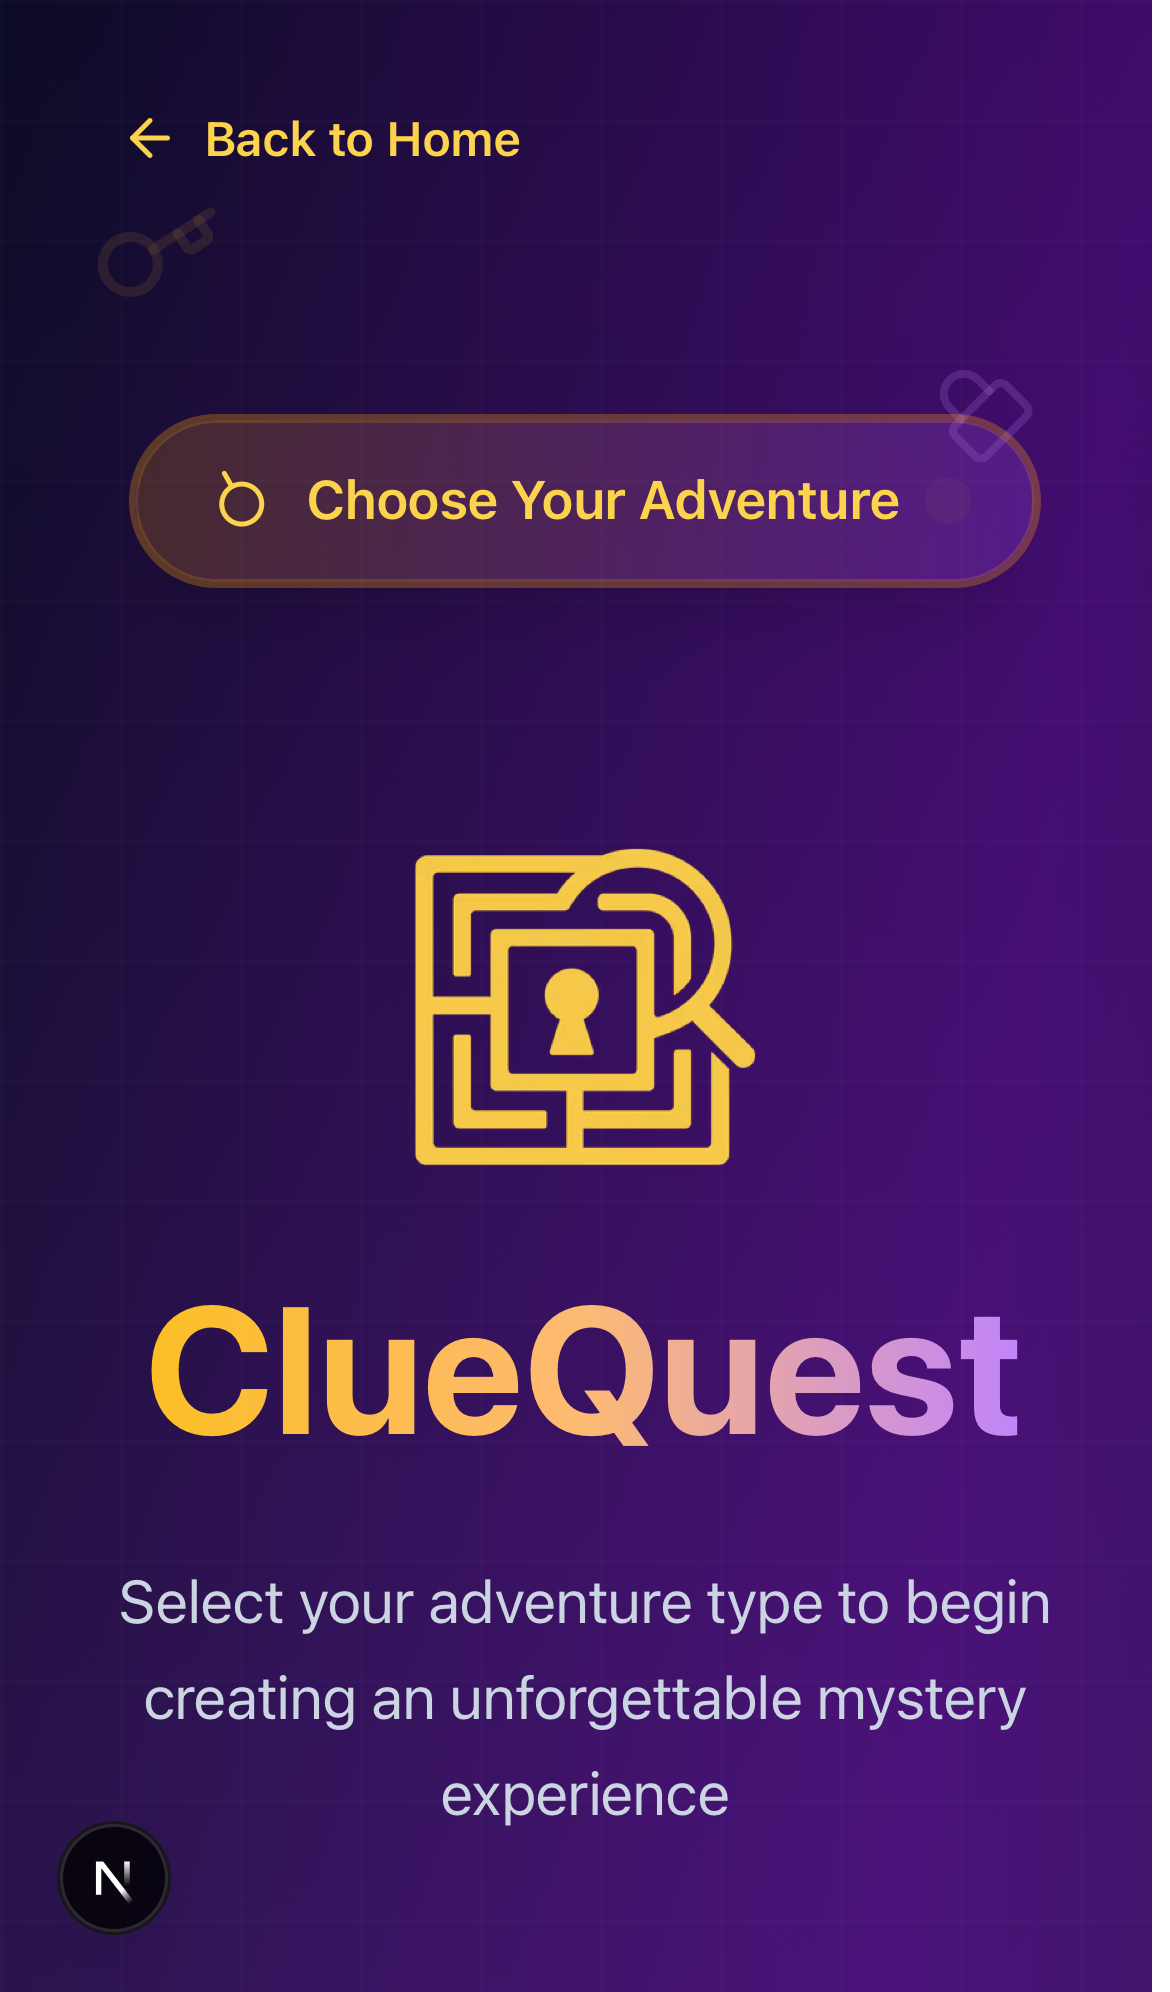 Back to Home
Choose Your Adventure
ClueQuest
Select your adventure type to begin
creating an unforgettable mystery
experience
N